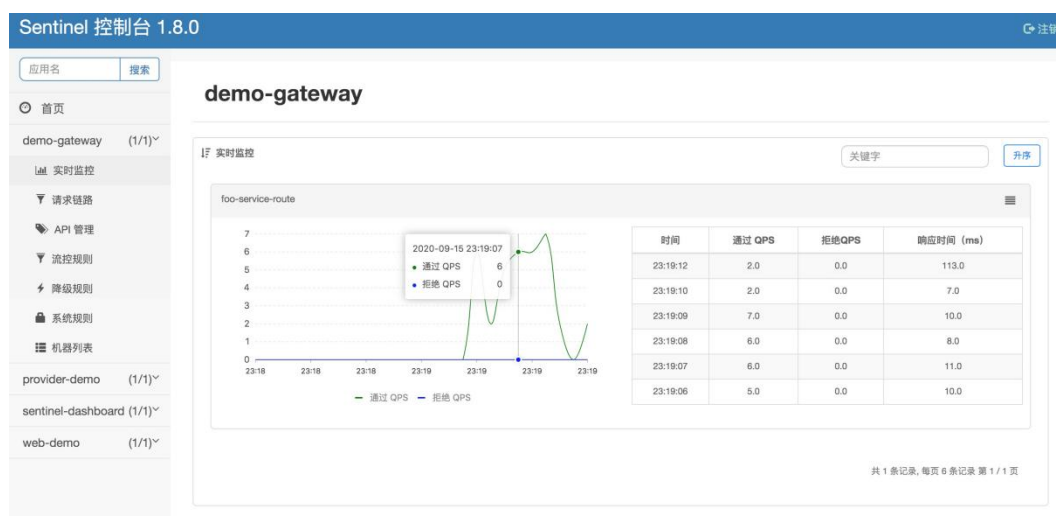 Sentinel 控制台 1.8.0
注销
应用名 搜索
首页
demo-gateway (1/1)
实时监控
请求链路
API 管理
流控规则
降级规则
系统规则
机器列表
provider-demo (1/1)
sentinel-dashboard (1/1)
web-demo (1/1)
demo-gateway
实时监控 关键字 升序
foo-service-route
7
6
5
4
3
2
1
0
2020-09-15 23:19:07
通过 QPS 6
拒绝 QPS 0
23:18 23:18 23:18 23:19 23:19 23:19 23:19
通过 QPS 拒绝 QPS
时间 通过 QPS 拒绝QPS 响应时间 (ms)
23:19:12 2.0 0.0 113.0
23:19:10 2.0 0.0 7.0
23:19:09 7.0 0.0 10.0
23:19:08 6.0 0.0 8.0
23:19:07 6.0 0.0 11.0
23:19:06 5.0 0.0 10.0
共 1 条记录, 每页 6 条记录 第 1 / 1 页